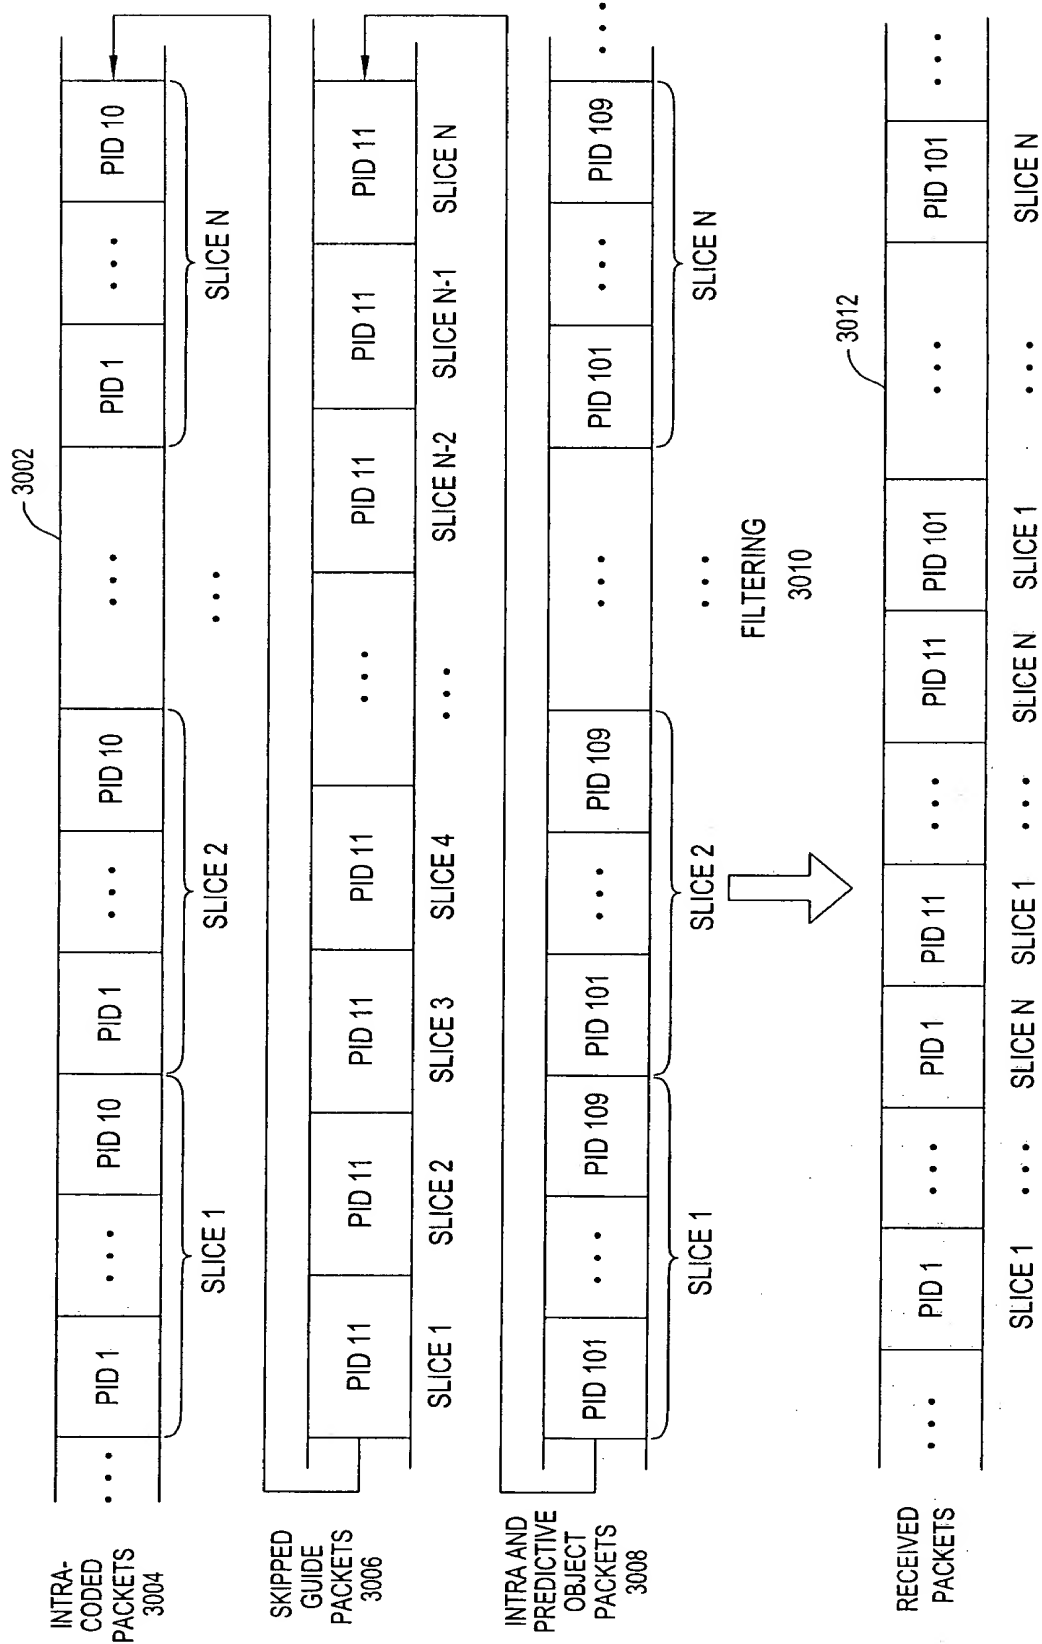 INTRA-
CODED
PACKETS
3004
• • •
PID 1
• • •
PID 10
PID 1
• • •
PID 10
• • •
PID 1
• • •
PID 10
3002
SLICE 1
SLICE 2
• • •
SLICE N
SKIPPED
GUIDE
PACKETS
3006
PID 11
PID 11
PID 11
PID 11
• • •
PID 11
PID 11
PID 11
SLICE 1
SLICE 2
SLICE 3
SLICE 4
• • •
SLICE N-2
SLICE N-1
SLICE N
INTRA AND
PREDICTIVE
OBJECT
PACKETS
3008
PID 101
• • •
PID 109
PID 101
• • •
PID 109
• • •
PID 101
• • •
PID 109
• • •
SLICE 1
SLICE 2
• • •
SLICE N
FILTERING
3010
RECEIVED
PACKETS
• • •
PID 1
• • •
PID 1
PID 11
• • •
PID 11
PID 101
• • •
PID 101
• • •
3012
SLICE 1
• • •
SLICE N
SLICE 1
• • •
SLICE N
SLICE 1
• • •
SLICE N